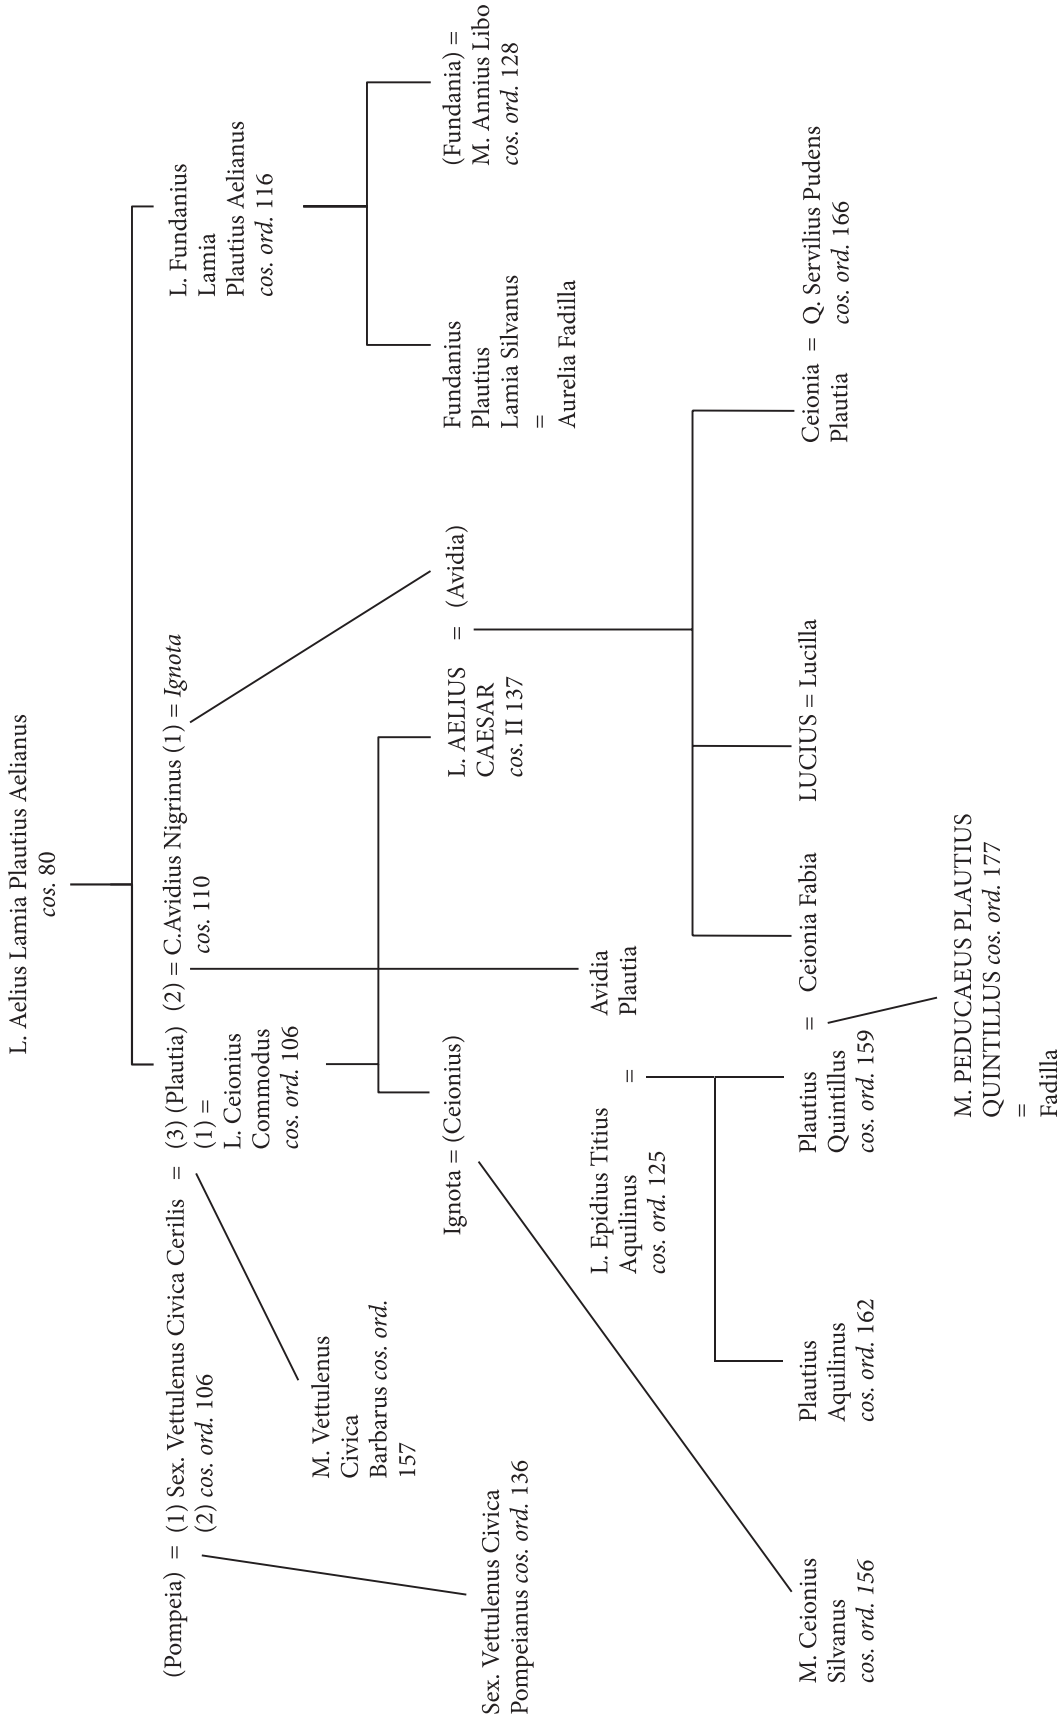 L. Aelius Lamia Plautius Aelianus
cos. 80
(Pompeia) = (1) Sex. Vettulenus Civica Cerilis = (3) (Plautia) (2) = C.Avidius Nigrinus (1) = Ignota
(2) cos. ord. 106
(1) =
cos. 110
L. Ceionius
Commodus
cos. ord. 106
L. Fundanius
Lamia
Plautius Aelianus
cos. ord. 116
M. Vettulenus
Civica
Barbarus cos. ord.
157
Sex. Vettulenus Civica
Pompeianus cos. ord. 136
Ignota = (Ceionius)
L. AELIUS = (Avidia)
CAESAR
cos. II 137
Fundanius
Plautius
Lamia Silvanus
=
Aurelia Fadilla
(Fundania) =
M. Annius Libo
cos. ord. 128
L. Epidius Titius
Aquilinus
cos. ord. 125
=
Avidia
Plautia
M. Ceionius
Silvanus
cos. ord. 156
Plautius
Aquilinus
cos. ord. 162
Plautius = Ceionia Fabia
Quintillus
cos. ord. 159
LUCIUS = Lucilla
Ceionia = Q. Servilius Pudens
Plautia
cos. ord. 166
M. PEDUCAEUS PLAUTIUS
QUINTILLUS cos. ord. 177
=
Fadilla